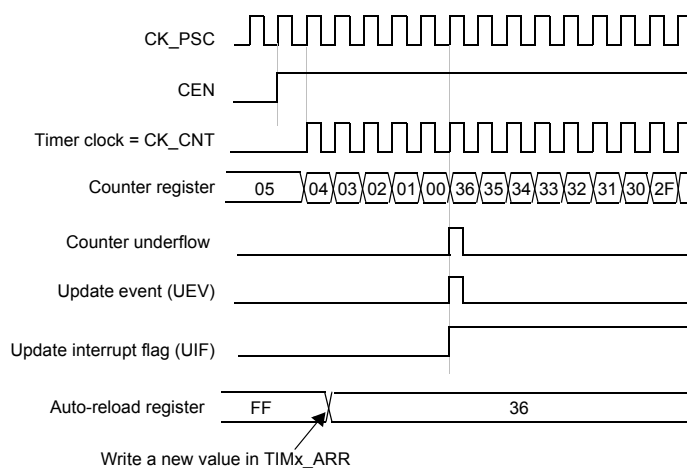 CK_PSC
CEN
Timer clock = CK_CNT
Counter register 05 04 03 02 01 00 36 35 34 33 32 31 30 2F
Counter underflow
Update event (UEV)
Update interrupt flag (UIF)
Auto-reload register FF 36
Write a new value in TIMx_ARR